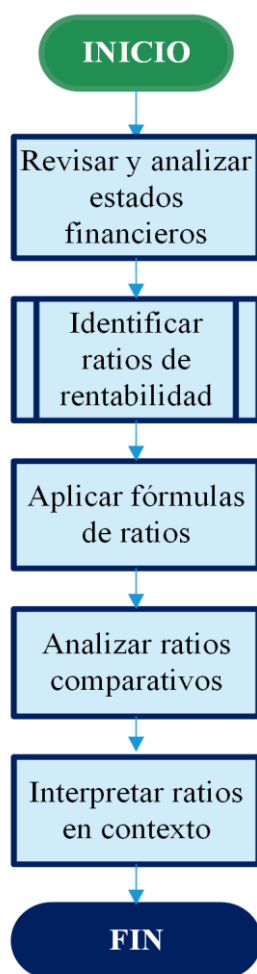 INICIO
Revisar y analizar
estados
financieros
Identificar
ratios de
rentabilidad
Aplicar fórmulas
de ratios
Analizar ratios
comparativos
Interpretar ratios
en contexto
FIN